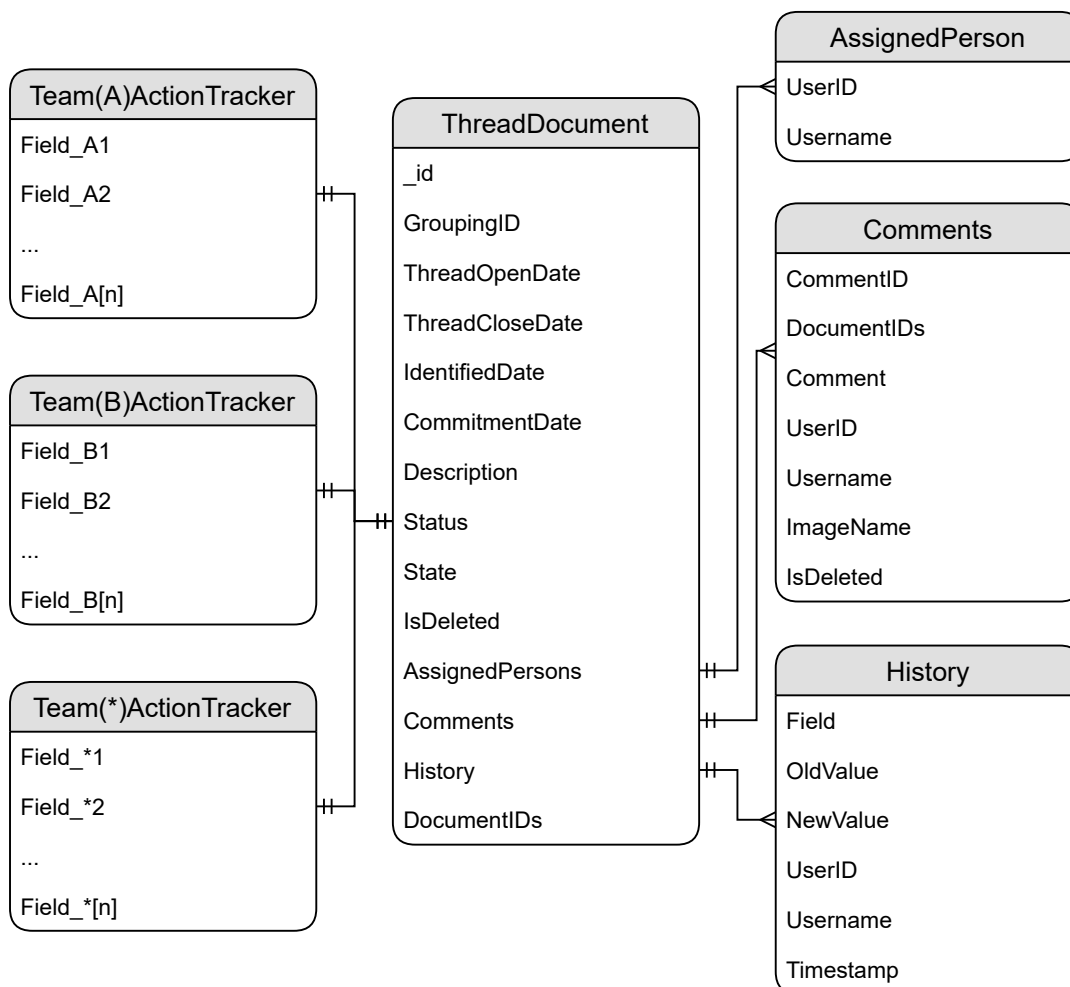 Team(A)ActionTracker
Field_A1
Field_A2
...
Field_A[n]
Team(B)ActionTracker
Field_B1
Field_B2
...
Field_B[n]
Team(*)ActionTracker
Field_*1
Field_*2
...
Field_*[n]
ThreadDocument
_id
GroupingID
ThreadOpenDate
ThreadCloseDate
IdentifiedDate
CommitmentDate
Description
Status
State
IsDeleted
AssignedPersons
Comments
History
DocumentIDs
AssignedPerson
UserID
Username
Comments
CommentID
DocumentIDs
Comment
UserID
Username
ImageName
IsDeleted
History
Field
OldValue
NewValue
UserID
Username
Timestamp